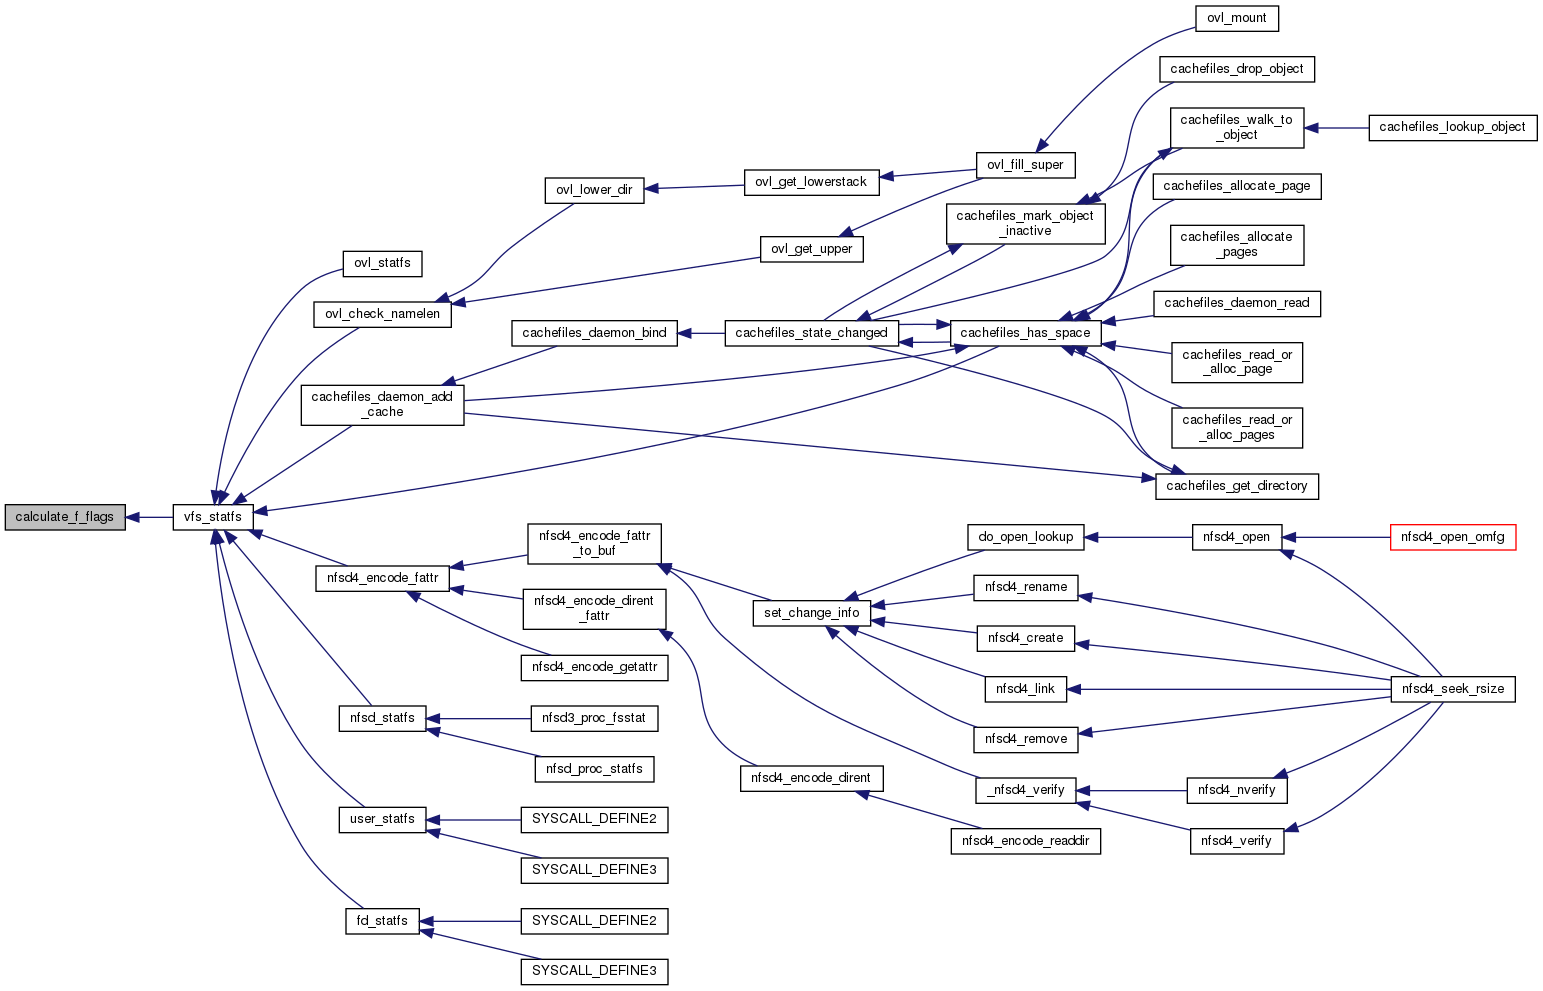 ovl_mount
cachefiles_drop_object
cachefiles_walk_to
_object
cachefiles_lookup_object
ovl_fill_super
ovl_get_lowerstack
ovl_lower_dir
cachefiles_allocate_page
cachefiles_mark_object
_inactive
cachefiles_allocate
_pages
ovl_get_upper
ovl_statfs
cachefiles_daemon_read
ovl_check_namelen
cachefiles_daemon_bind
cachefiles_state_changed
cachefiles_has_space
cachefiles_read_or
_alloc_page
cachefiles_daemon_add
_cache
cachefiles_read_or
_alloc_pages
cachefiles_get_directory
calculate_f_flags
vfs_statfs
nfsd4_encode_fattr
_to_buf
do_open_lookup
nfsd4_open
nfsd4_open_omfg
nfsd4_encode_fattr
nfsd4_rename
nfsd4_encode_dirent
_fattr
set_change_info
nfsd4_create
nfsd4_encode_getattr
nfsd4_link
nfsd4_seek_rsize
nfsd_statfs
nfsd3_proc_fsstat
nfsd4_remove
nfsd_proc_statfs
nfsd4_encode_dirent
_nfsd4_verify
nfsd4_nverify
user_statfs
SYSCALL_DEFINE2
nfsd4_encode_readdir
nfsd4_verify
SYSCALL_DEFINE3
fd_statfs
SYSCALL_DEFINE2
SYSCALL_DEFINE3